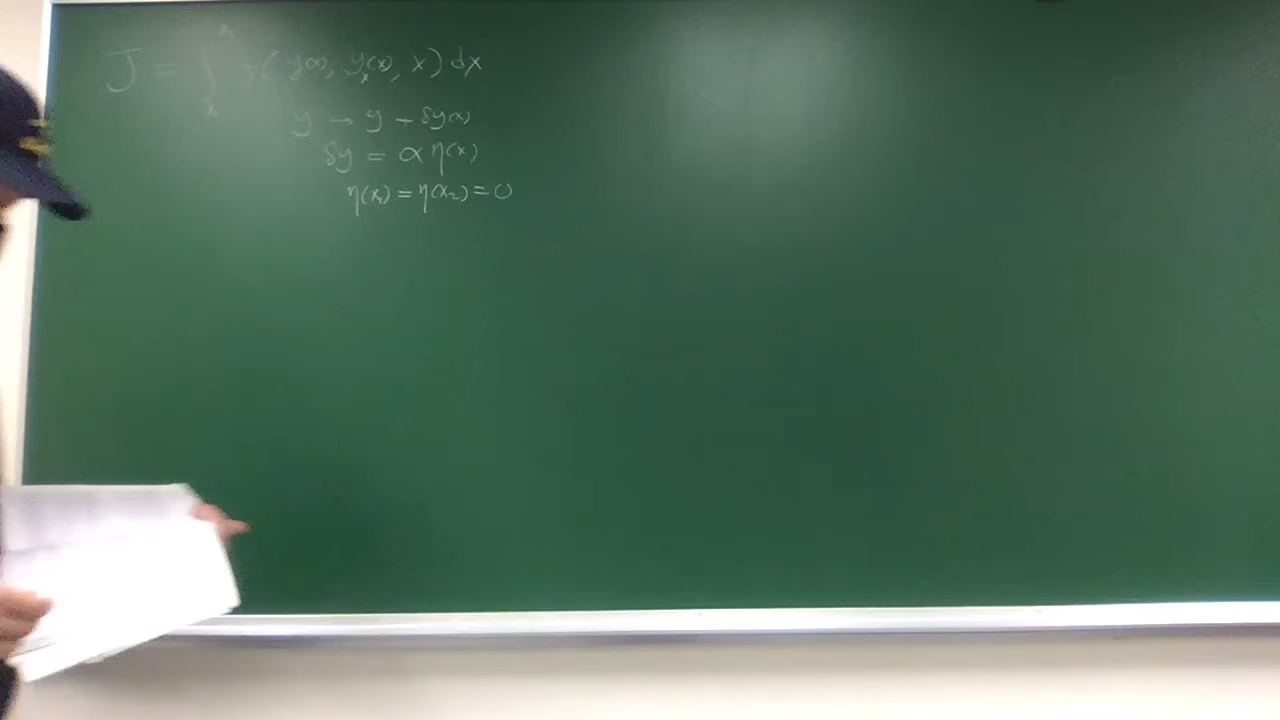 J = ∫ f(y(x), yₓ(x), x) dx
y → y + δy(x)
δy = α η(x)
η(x₁) = η(x₂) = 0